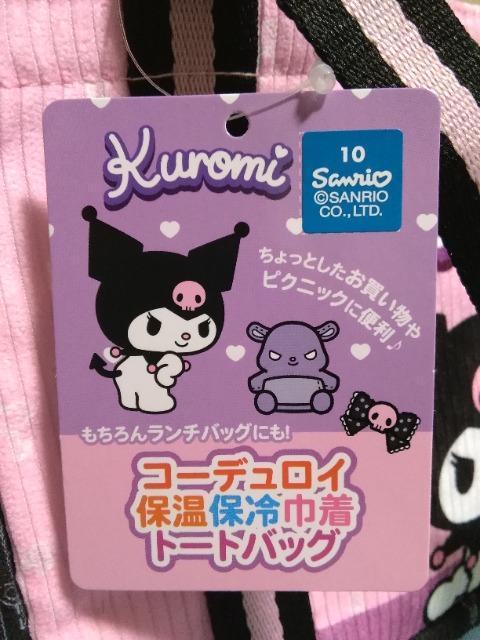 Kuromi
10
Sanrio
©SANRIO
CO., LTD.
ちょっとしたお買い物や
ピクニックに便利♪
もちろんランチバッグにも!
コーデュロイ
保温保冷巾着
トートバッグ